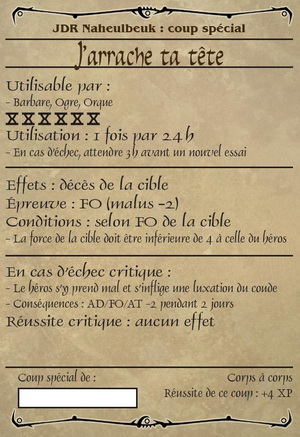 JDR Naheulbeuk : coup spécial
J'arrache ta tête
Utilisable par :
- Barbare, Ogre, Orque
Utilisation : 1 fois par 24h
- En cas d'échec, attendre 3h avant un nouvel essai
Effets : décès de la cible
Épreuve : FO (malus -2)
Conditions : selon FO de la cible
- La force de la cible doit être inférieure de 4 à celle du héros
En cas d'échec critique :
- Le héros s'y prend mal et s'inflige une luxation du coude
- Conséquences : AD/FO/AT -2 pendant 2 jours
Réussite critique : aucun effet
Coup spécial de :
Corps à corps
Réussite de ce coup : +4 XP